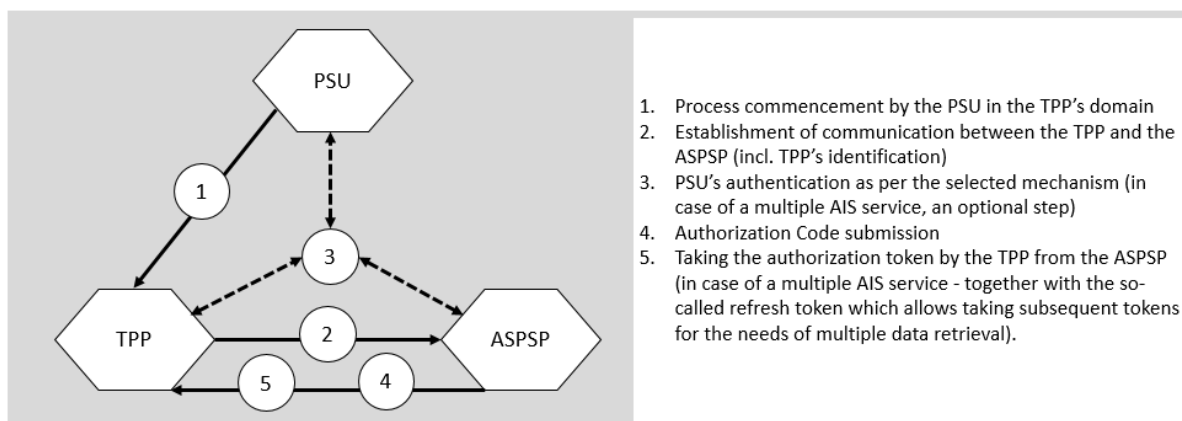 PSU
1
3
TPP
2
ASPSP
5
4
1. Process commencement by the PSU in the TPP’s domain
2. Establishment of communication between the TPP and the
ASPSP (incl. TPP’s identification)
3. PSU’s authentication as per the selected mechanism (in
case of a multiple AIS service, an optional step)
4. Authorization Code submission
5. Taking the authorization token by the TPP from the ASPSP
(in case of a multiple AIS service - together with the so-
called refresh token which allows taking subsequent tokens
for the needs of multiple data retrieval).